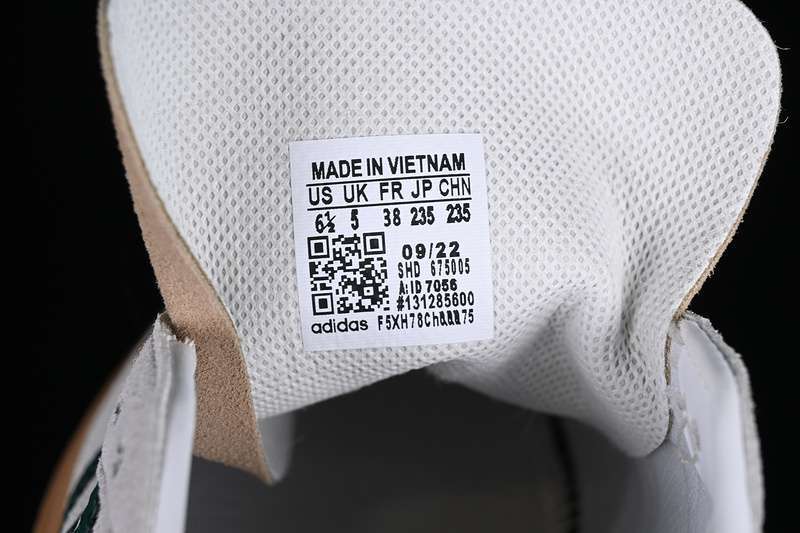 MADE IN VIETNAM
US UK FR JP CHN
6½ 5 38 235 235
09/22
SHD 675005
A:ID 7056
#131285600
adidas